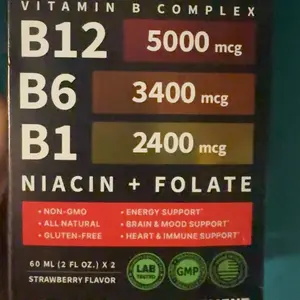 VITAMIN B COMPLEX
B12 5000 mcg
B6 3400 mcg
B1 2400 mcg
NIACIN + FOLATE
• NON-GMO • ENERGY SUPPORT*
• ALL NATURAL • BRAIN & MOOD SUPPORT*
• GLUTEN-FREE • HEART & IMMUNE SUPPORT*
60 ML (2 FL OZ.) X 2
STRAWBERRY FLAVOR
LAB
TESTED
GMP